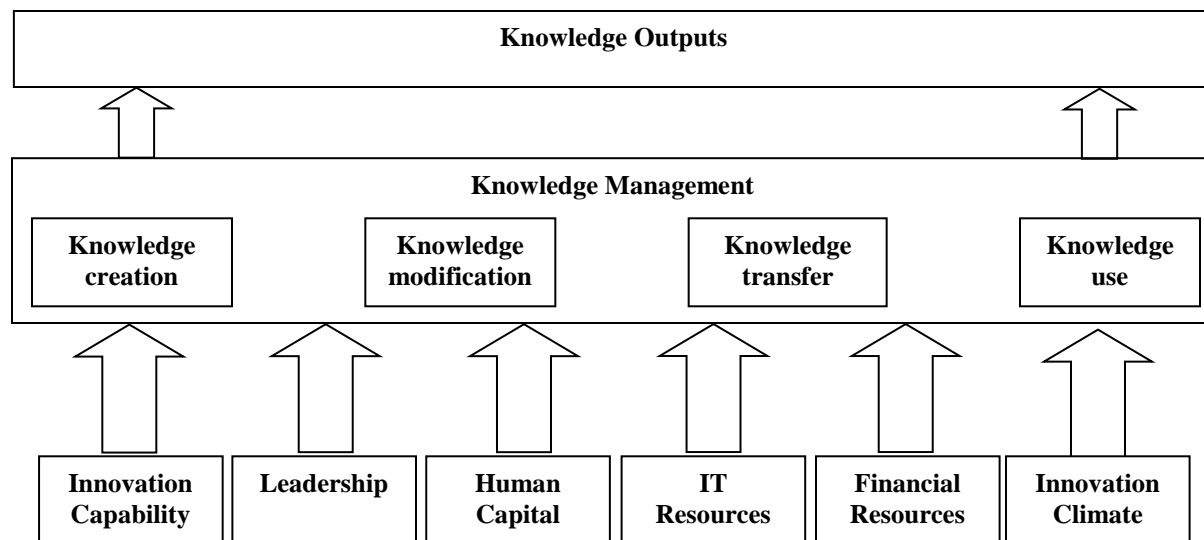 Knowledge Outputs
Knowledge Management
Knowledge
creation
Knowledge
modification
Knowledge
transfer
Knowledge
use
Innovation
Capability
Leadership
Human
Capital
IT
Resources
Financial
Resources
Innovation
Climate